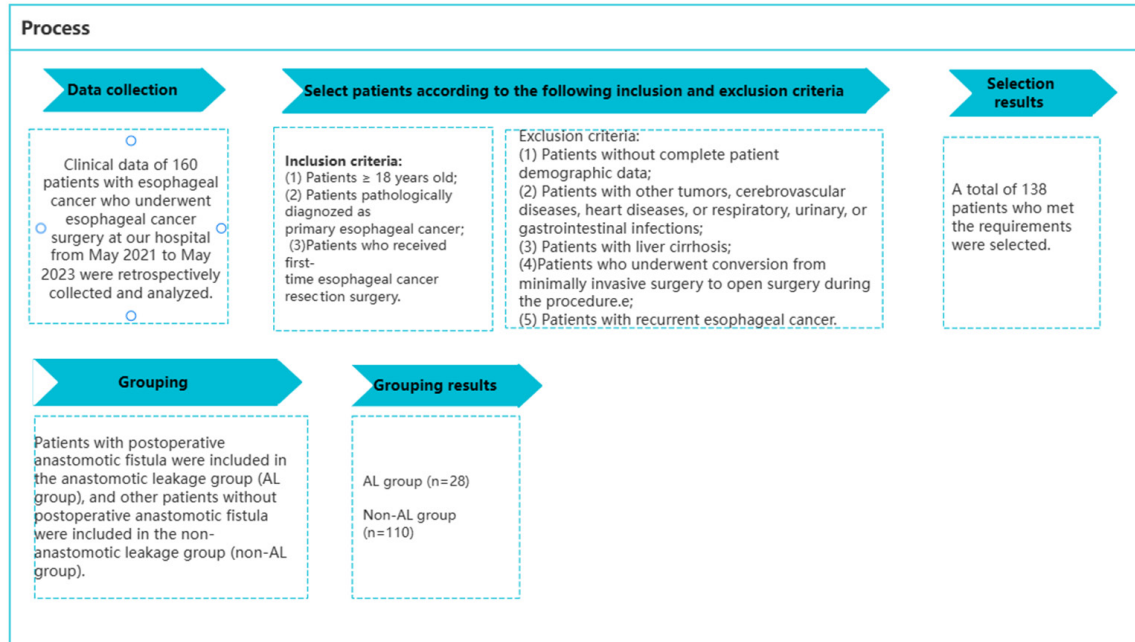 Process
Data collection
Clinical data of 160
patients with esophageal
cancer who underwent
esophageal cancer
surgery at our hospital
from May 2021 to May
2023 were retrospectively
collected and analyzed.
Select patients according to the following inclusion and exclusion criteria
Inclusion criteria:
(1) Patients ≥ 18 years old;
(2) Patients pathologically
diagnosed as
primary esophageal cancer;
(3)Patients who received
first-
time esophageal cancer
resection surgery.
Exclusion criteria:
(1) Patients without complete patient
demographic data;
(2) Patients with other tumors, cerebrovascular
diseases, heart diseases, or respiratory, urinary, or
gastrointestinal infections;
(3) Patients with liver cirrhosis;
(4)Patients who underwent conversion from
minimally invasive surgery to open surgery during
the procedure.e;
(5) Patients with recurrent esophageal cancer.
Selection
results
A total of 138
patients who met
the requirements
were selected.
Grouping
Patients with postoperative
anastomotic fistula were included in
the anastomotic leakage group (AL
group), and other patients without
postoperative anastomotic fistula
were included in the non-
anastomotic leakage group (non-AL
group).
Grouping results
AL group (n=28)
Non-AL group
(n=110)